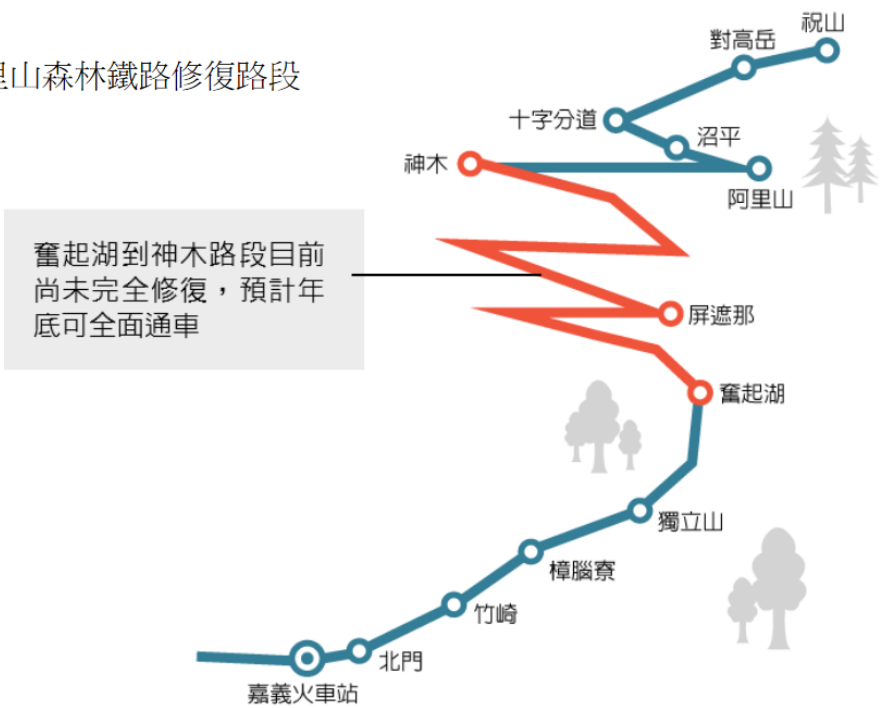 里山森林鐵路修復路段
祝山
對高岳
十字分道
沼平
神木
阿里山
奮起湖到神木路段目前
尚未完全修復，預計年
底可全面通車
屏遮那
奮起湖
獨立山
樟腦寮
竹崎
北門
嘉義火車站